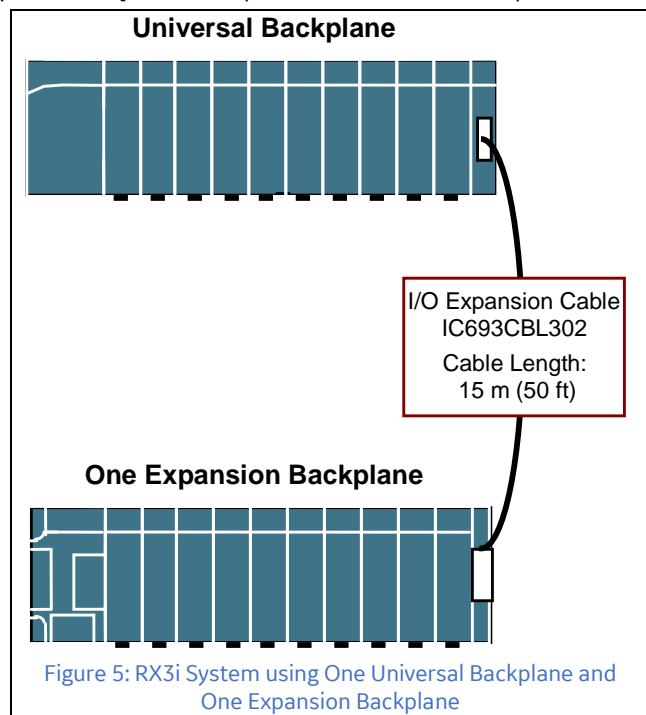 Universal Backplane
I/O Expansion Cable
IC693CBL302
Cable Length:
15 m (50 ft)
One Expansion Backplane
Figure 5: RX3i System using One Universal Backplane and
One Expansion Backplane